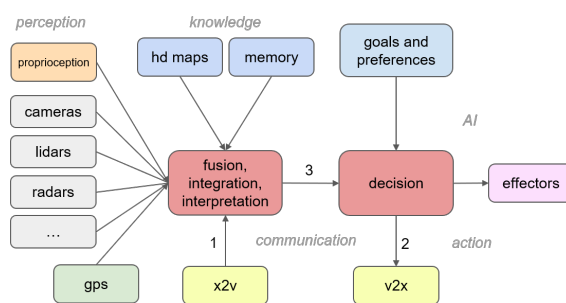 perception
knowledge
proprioception
hd maps
memory
goals and
preferences
cameras
lidars
radars
…
gps
fusion,
integration,
interpretation
3
decision
AI
effectors
1
communication
2
action
x2v
v2x